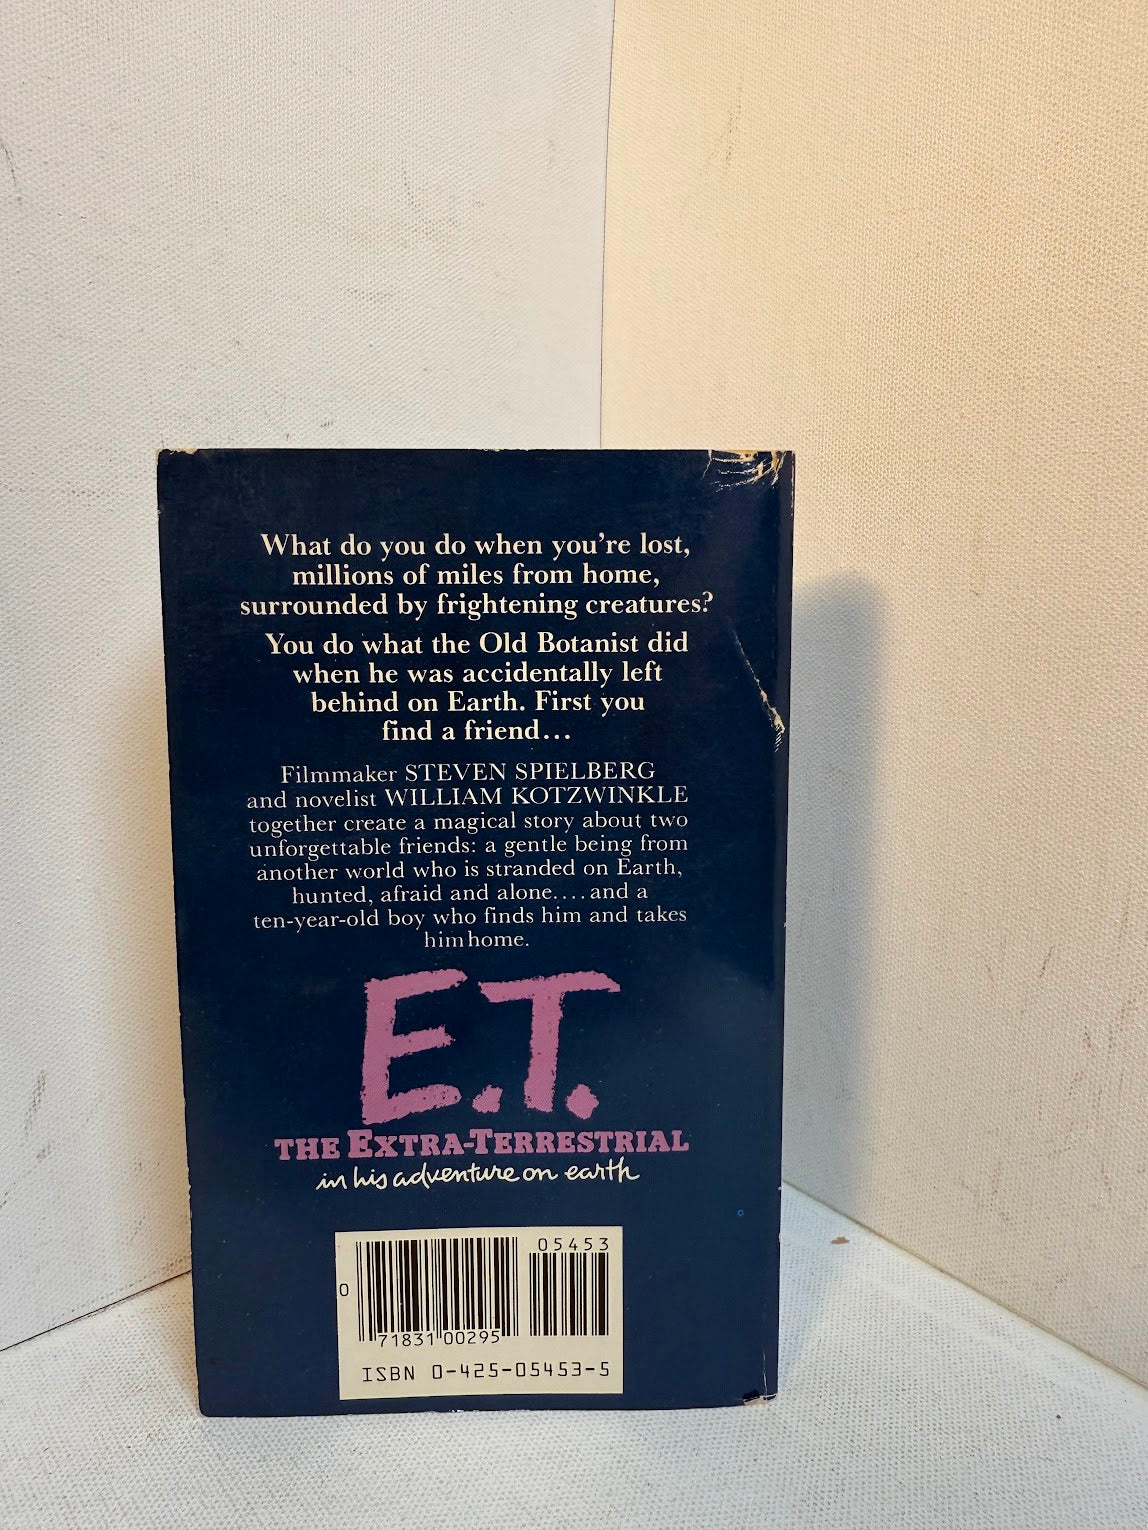 What do you do when you're lost,
millions of miles from home,
surrounded by frightening creatures?
You do what the Old Botanist did
when he was accidentally left
behind on Earth. First you
find a friend...
Filmmaker STEVEN SPIELBERG
and novelist WILLIAM KOTZWINKLE
together create a magical story about two
unforgettable friends: a gentle being from
another world who is stranded on Earth,
hunted, afraid and alone....and a
ten-year-old boy who finds him and takes
him home.
E.T.
THE EXTRA-TERRESTRIAL
in his adventure on earth
05453
0
71831 00295
ISBN 0-425-05453-5